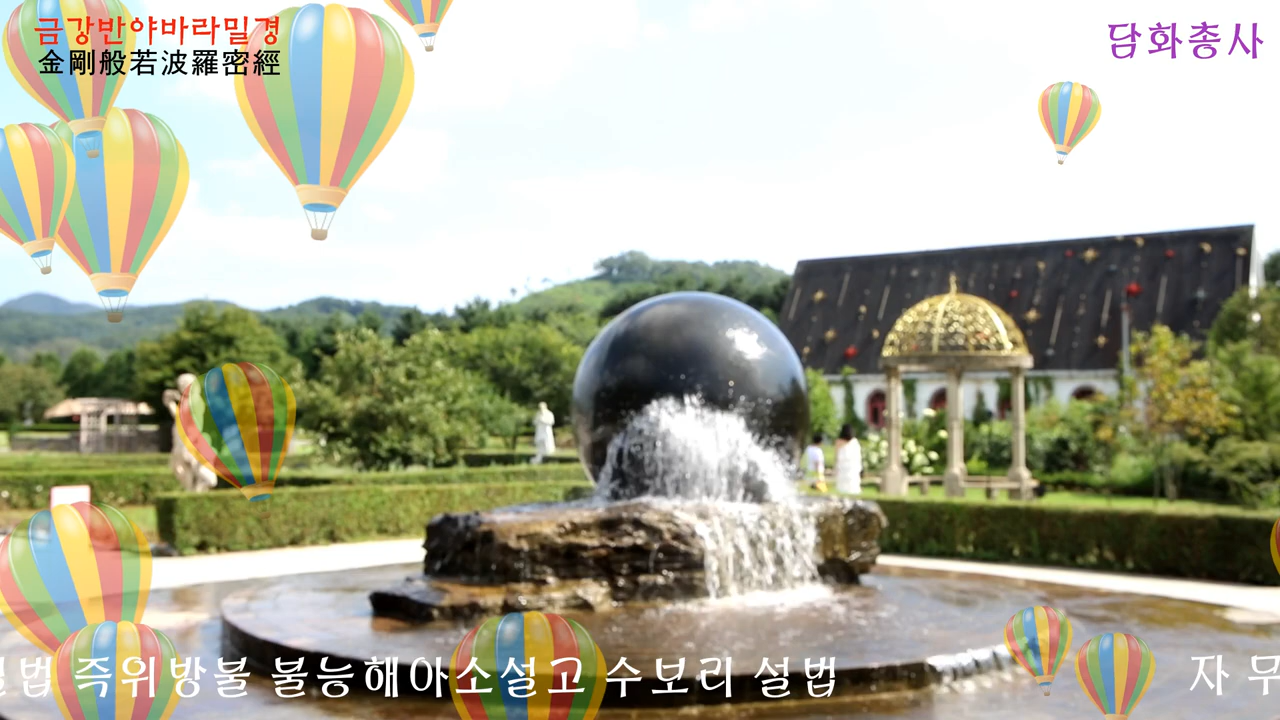 금강반야바라밀경
金剛般若波羅密經
담화총사
설법 즉위방불 불능해아소설고 수보리 설법 자 무